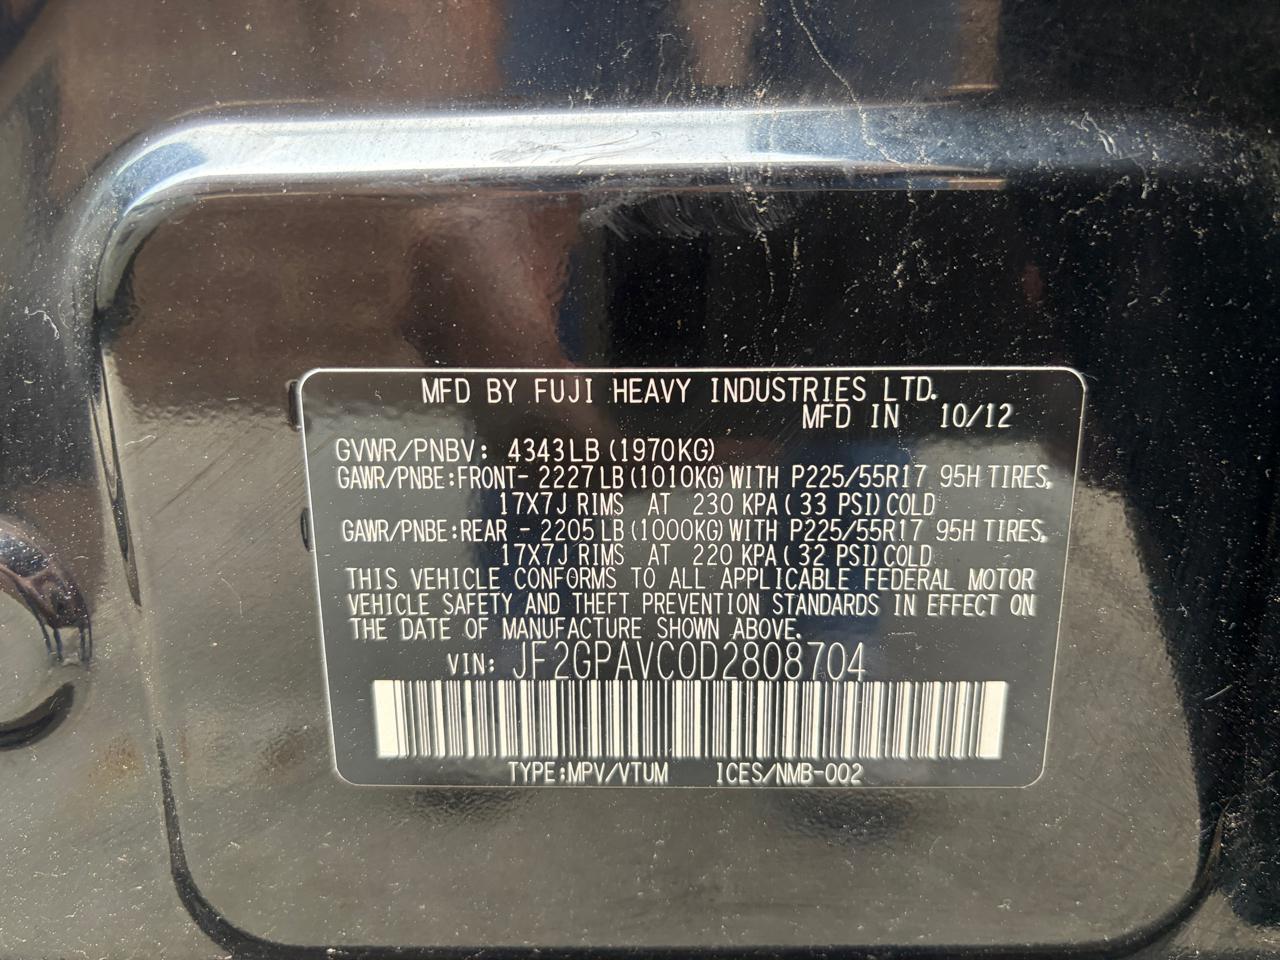 MFD BY FUJI HEAVY INDUSTRIES LTD.
MFD IN 10/12
GVWR/PNBV: 4343LB(1970KG)
GAWR/PNBE:FRONT- 2227LB(1010KG)WITH P225/55R17 95H TIRES,
17X7J RIMS AT 230 KPA(33 PSI)COLD
GAWR/PNBE:REAR - 2205LB(1000KG)WITH P225/55R17 95H TIRES,
17X7J RIMS AT 220 KPA(32 PSI)COLD
THIS VEHICLE CONFORMS TO ALL APPLICABLE FEDERAL MOTOR
VEHICLE SAFETY AND THEFT PREVENTION STANDARDS IN EFFECT ON
THE DATE OF MANUFACTURE SHOWN ABOVE.
VIN: JF2GPAVC0D2808704
TYPE:MPV/VTUM ICES/NMB-002